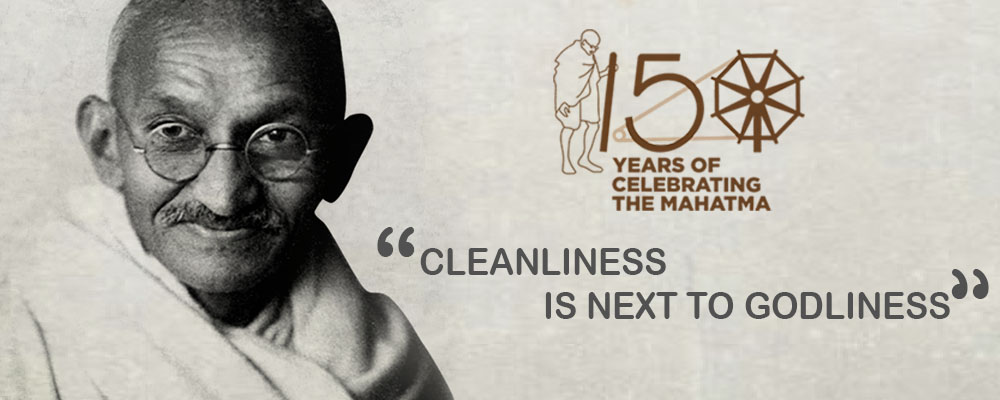 150
YEARS OF
CELEBRATING
THE MAHATMA
“CLEANLINESS
IS NEXT TO GODLINESS”